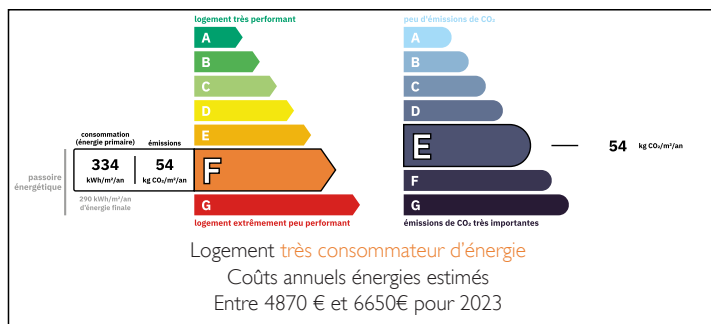 logement très performant
A
B
C
D
E
consommation
(énergie primaire)
émissions
334
kWh/m²/an
54
kg CO₂/m²/an
F
passoire
énergétique
290 kWh/m²/an
d'énergie finale
G
logement extrêmement peu performant
peu d'émissions de CO₂
A
B
C
D
E
54 kg CO₂/m²/an
F
G
émissions de CO₂ très importantes
Logement très consommateur d'énergie
Coûts annuels énergies estimés
Entre 4870 € et 6650€ pour 2023